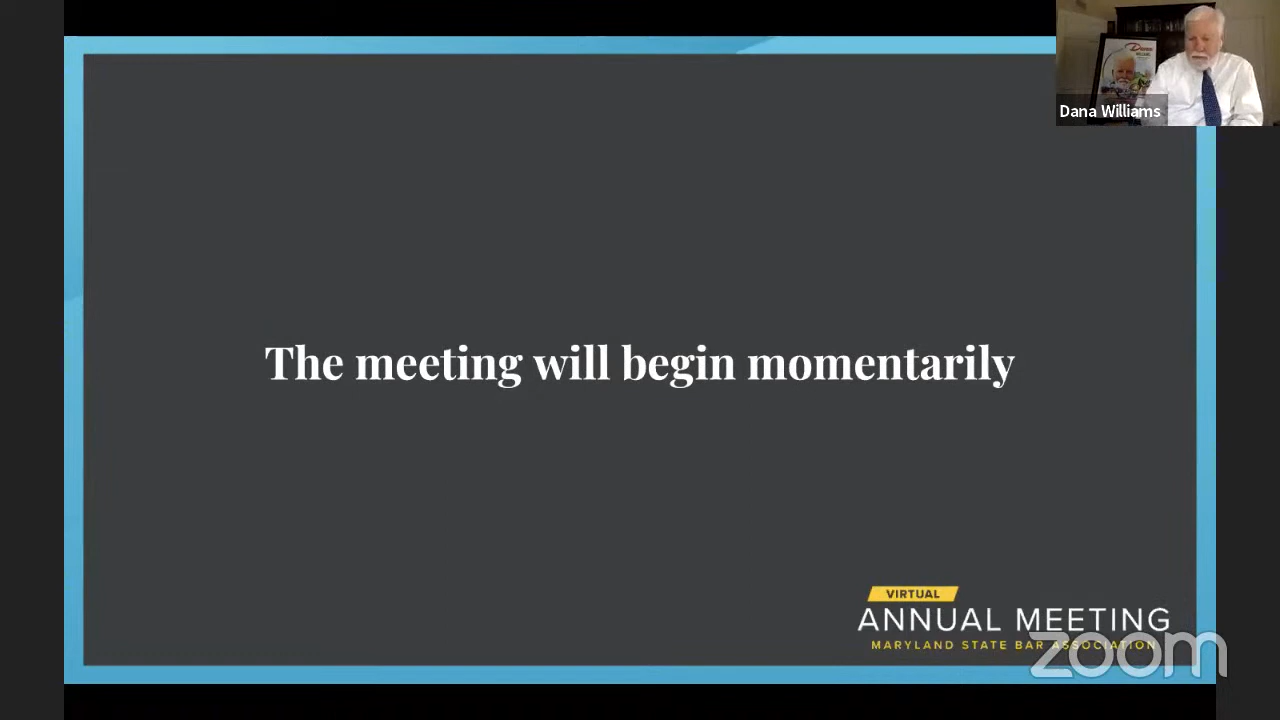 Dana Williams
The meeting will begin momentarily
VIRTUAL
ANNUAL MEETING
MARYLAND STATE BAR ASSOCIATION
zoom